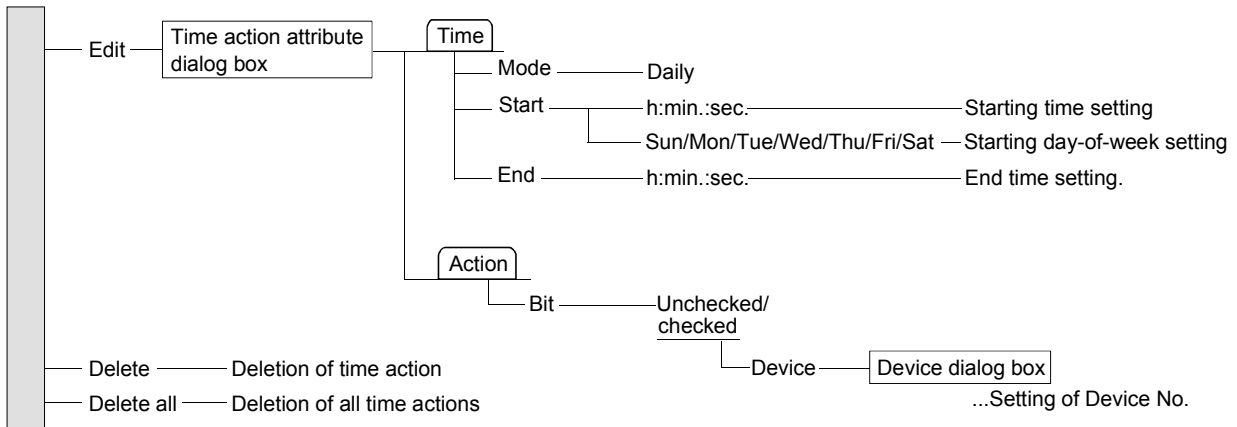 Edit
Time action attribute
dialog box
Time
Mode
Daily
Start
h:min.:sec.
Starting time setting
Sun/Mon/Tue/Wed/Thu/Fri/Sat
Starting day-of-week setting
End
h:min.:sec.
End time setting.
Action
Bit
Unchecked/
checked
Device
Device dialog box
...Setting of Device No.
Delete
Deletion of time action
Delete all
Deletion of all time actions